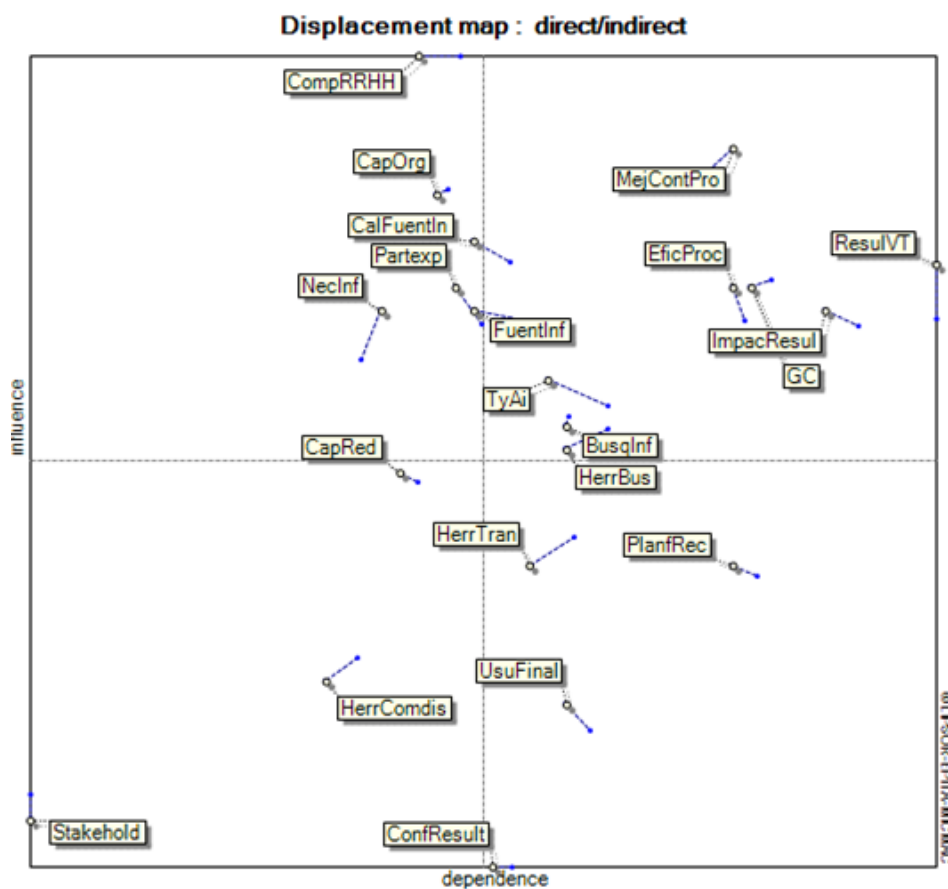 Displacement map : direct/indirect
CompRRHH
CapOrg
MejContPro
CalFuentIn
Partexp
EficProc
ResulVT
NecInf
FuentInf
ImpacResul
GC
TyAi
influence
CapRed
BusqInf
HerrBus
HerrTran
PlanfRec
UsuFinal
HerrComdis
Stakehold
ConfResult
dependence